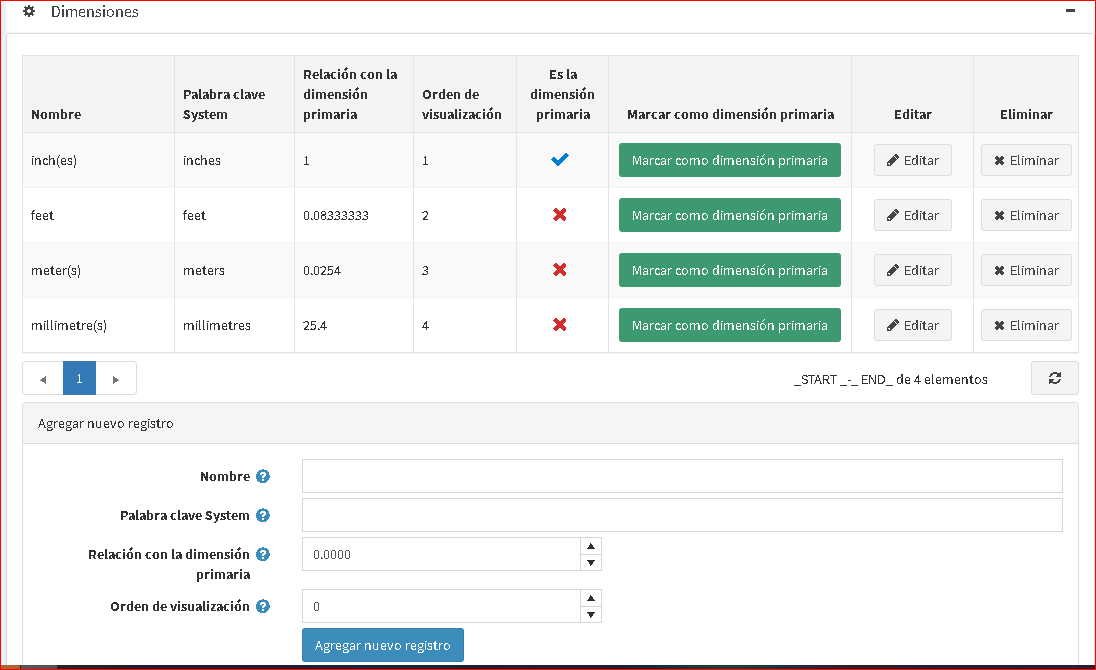 Dimensiones
Nombre
Palabra clave
System
Relación con la
dimensión
primaria
Orden de
visualización
Es la
dimensión
primaria
Marcar como dimensión primaria
Editar
Eliminar
inch(es) inches 1 1 Marcar como dimensión primaria Editar Eliminar
feet feet 0.08333333 2 Marcar como dimensión primaria Editar Eliminar
meter(s) meters 0.0254 3 Marcar como dimensión primaria Editar Eliminar
millimetre(s) millimetres 25.4 4 Marcar como dimensión primaria Editar Eliminar
1 _START _-_ END_ de 4 elementos
Agregar nuevo registro
Nombre
Palabra clave System
Relación con la dimensión
primaria
0.0000
Orden de visualización 0
Agregar nuevo registro